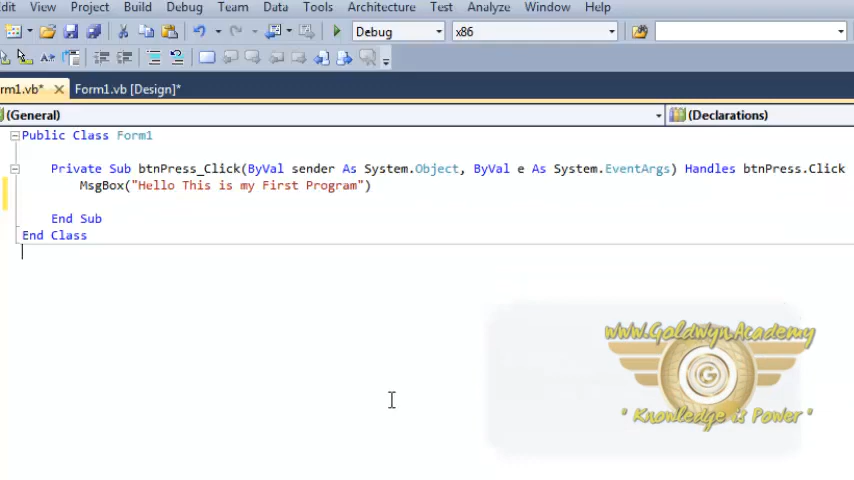 dit View Project Build Debug Team Data Tools Architecture Test Analyze Window Help
Debug x86
rm1.vb* Form1.vb [Design]*
(General) (Declarations)
Public Class Form1
Private Sub btnPress_Click(ByVal sender As System.Object, ByVal e As System.EventArgs) Handles btnPress.Click
MsgBox("Hello This is my First Program")
End Sub
End Class
www.Goldwyn.Academy
G
" Knowledge is Power "